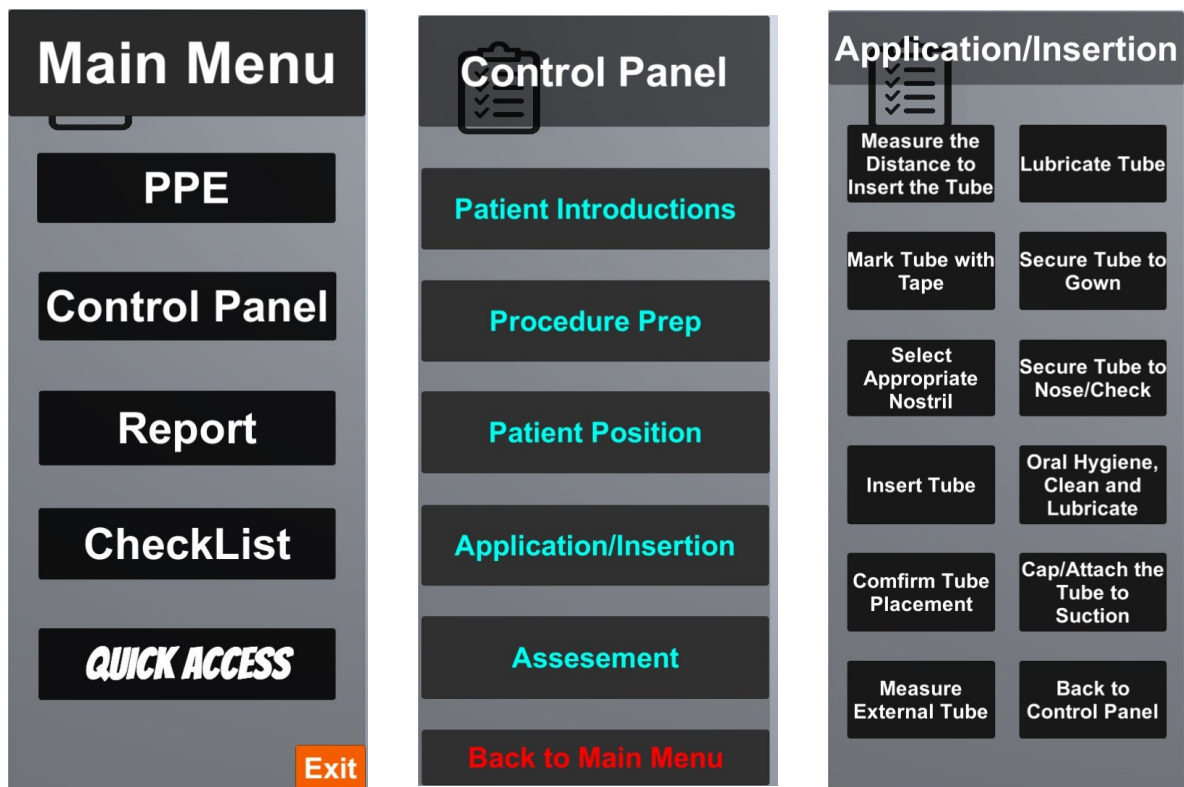 Main Menu
PPE
Control Panel
Report
CheckList
QUICK ACCESS
Exit
Control Panel
Patient Introductions
Procedure Prep
Patient Position
Application/Insertion
Assesement
Back to Main Menu
Application/Insertion
Measure the
Distance to
Insert the Tube
Lubricate Tube
Mark Tube with
Tape
Secure Tube to
Gown
Select
Appropriate
Nostril
Secure Tube to
Nose/Check
Insert Tube
Oral Hygiene,
Clean and
Lubricate
Comfirm Tube
Placement
Cap/Attach the
Tube to
Suction
Measure
External Tube
Back to
Control Panel